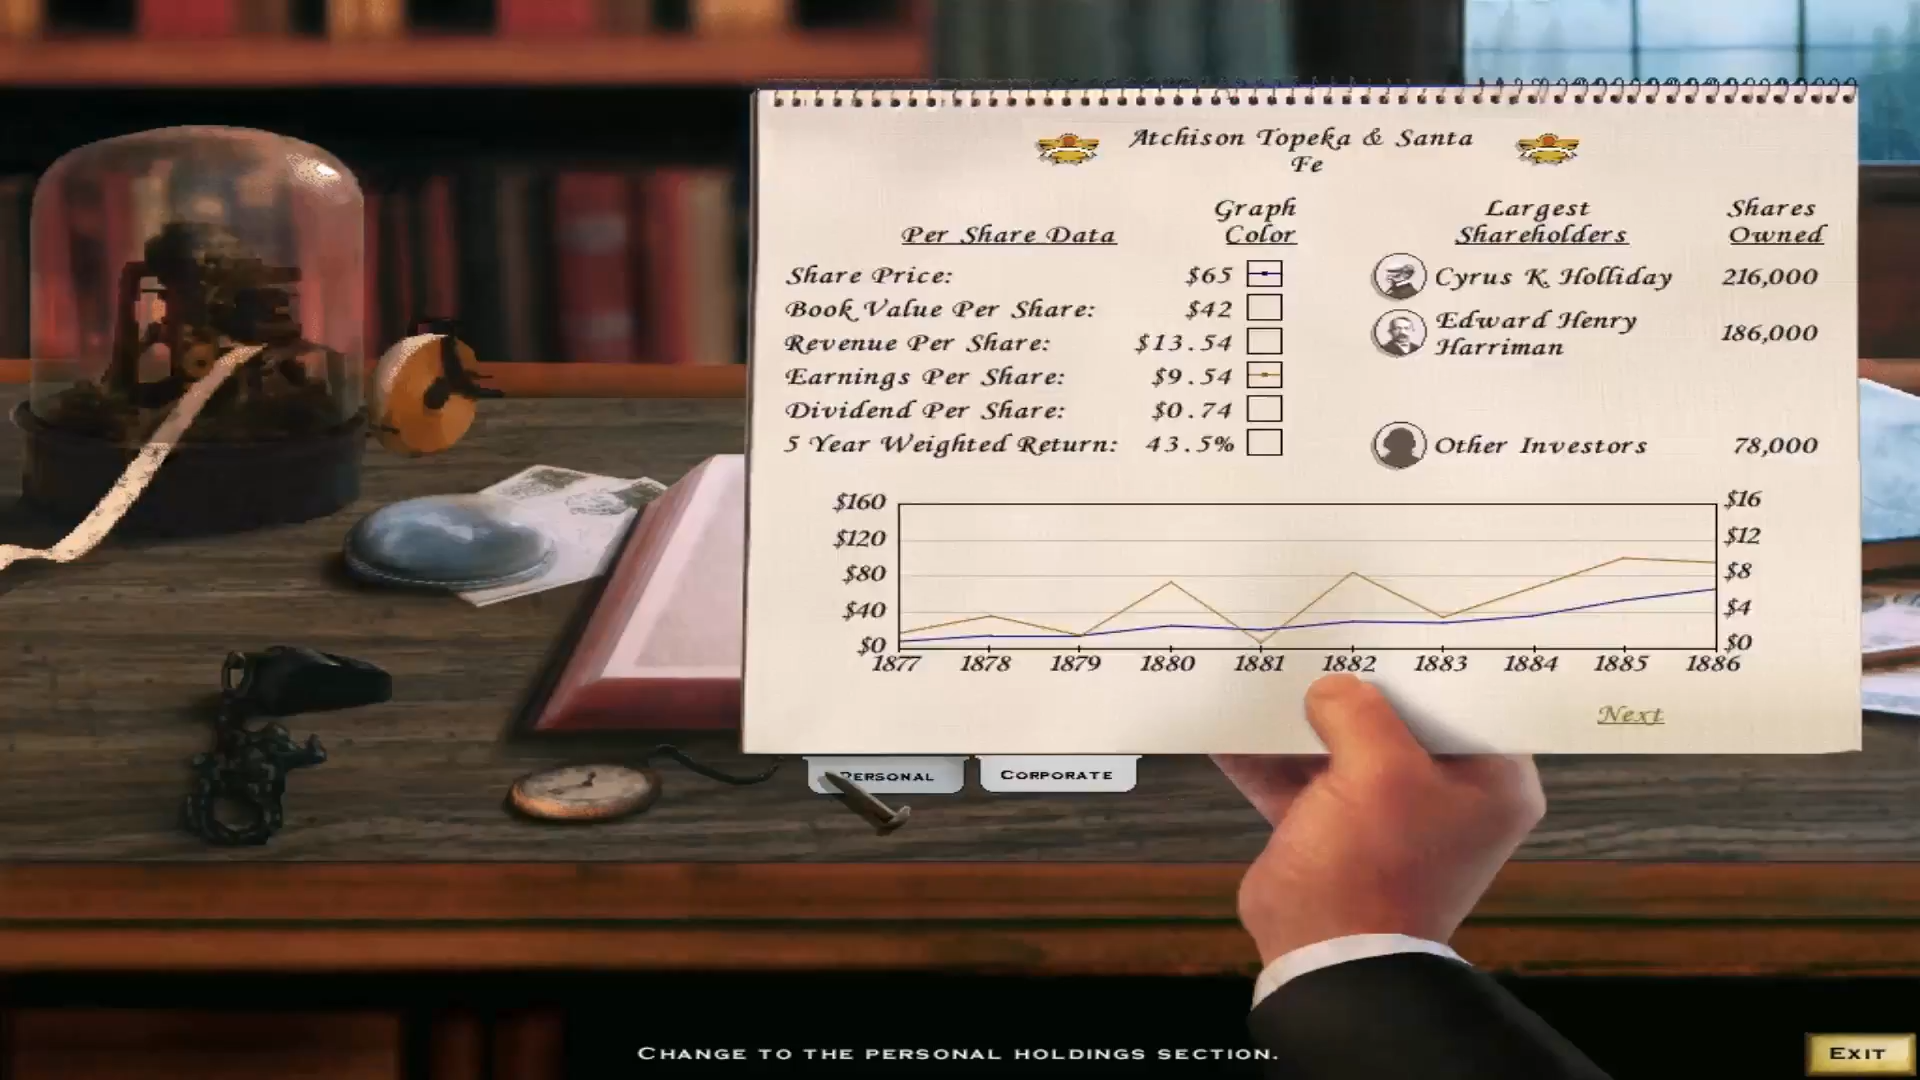 Atchison Topeka & Santa
Fe
Per Share Data
Graph
Color
Largest
Shareholders
Shares
Owned
Share Price: $65
Book Value Per Share: $42
Revenue Per Share: $13.54
Earnings Per Share: $9.54
Dividend Per Share: $0.74
5 Year Weighted Return: 43.5%
Cyrus K. Holliday 216,000
Edward Henry
Harriman 186,000
Other Investors 78,000
$160
$120
$80
$40
$0
$16
$12
$8
$4
$0
1877 1878 1879 1880 1881 1882 1883 1884 1885 1886
Next
PERSONAL
CORPORATE
CHANGE TO THE PERSONAL HOLDINGS SECTION.
EXIT